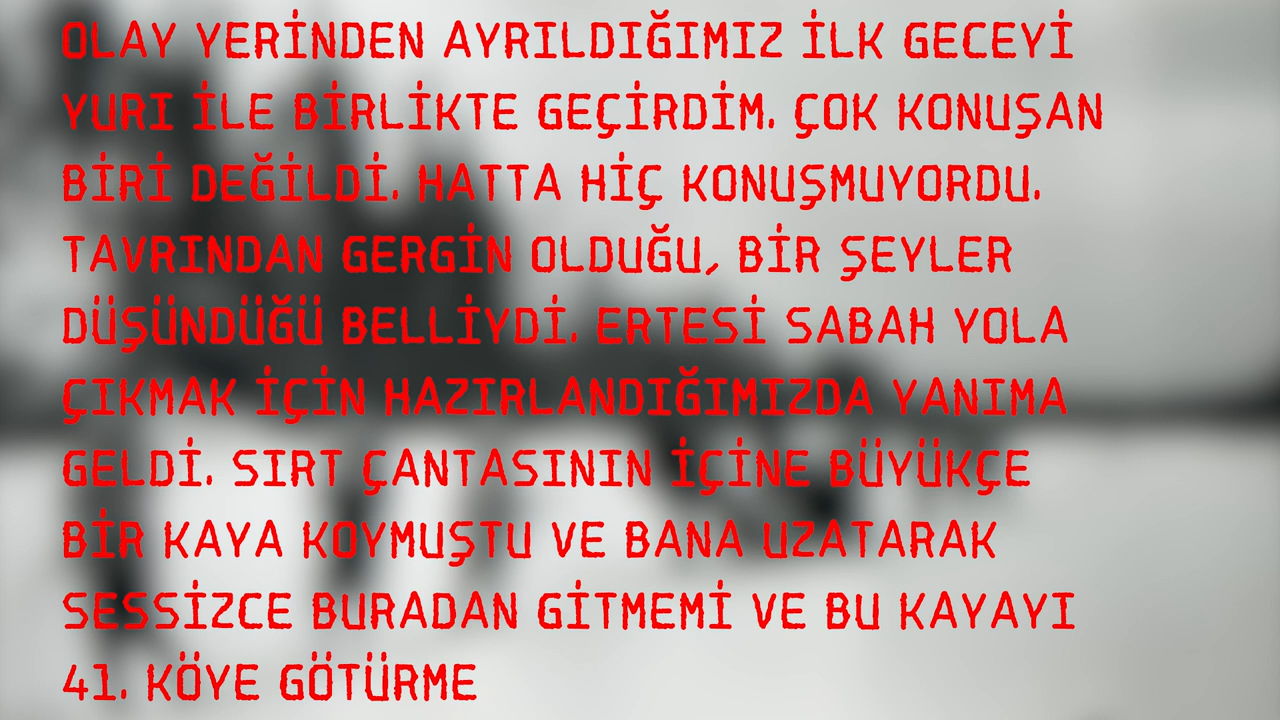 OLAY YERİNDEN AYRILDIĞIMIZ İLK GECEYİ
YURI İLE BİRLİKTE GEÇİRDİM. ÇOK KONUŞAN
BİRİ DEĞİLDİ. HATTA HİÇ KONUŞMUYORDU.
TAVRINDAN GERGİN OLDUĞU, BİR ŞEYLER
DÜŞÜNDÜĞÜ BELLİYDİ. ERTESİ SABAH YOLA
ÇIKMAK İÇİN HAZIRLANDIĞIMIZDA YANIMA
GELDİ. SIRT ÇANTASININ İÇİNE BÜYÜKÇE
BİR KAYA KOYMUŞTU VE BANA UZATARAK
SESSİZCE BURADAN GİTMEMİ VE BU KAYAYI
41. KÖYE GÖTÜRME